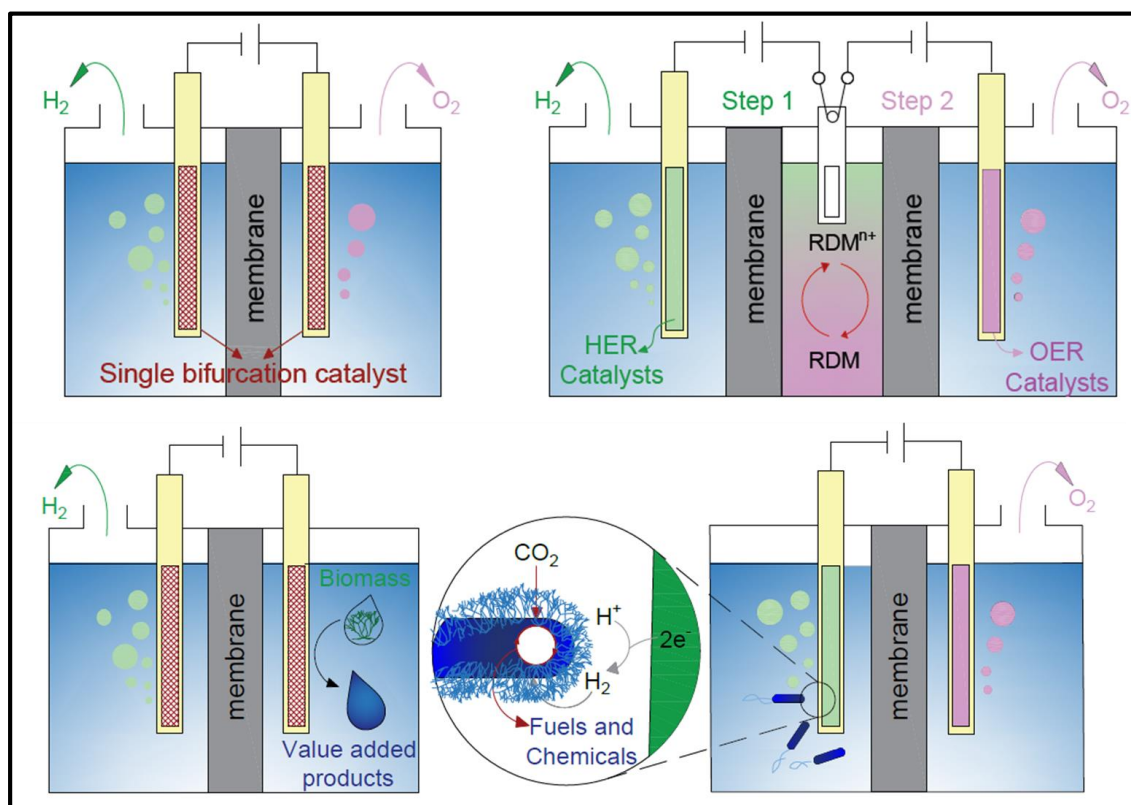 H₂
O₂
membrane
Single bifurcation catalyst
H₂
Step 1
Step 2
O₂
membrane
RDMⁿ⁺
RDM
membrane
HER
Catalysts
OER
Catalysts
H₂
membrane
Biomass
Value added
products
CO₂
H⁺
2e⁻
H₂
Fuels and
Chemicals
O₂
membrane